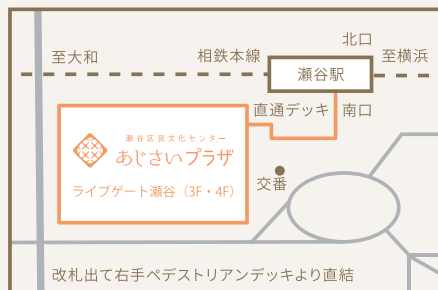 北口
至大和
相鉄本線
至横浜
瀬谷駅
直通デッキ
南口
瀬谷区民文化センター
あじさいプラザ
ライブゲート瀬谷（3F・4F）
交番
改札出て右手ペデストリアンデッキより直結